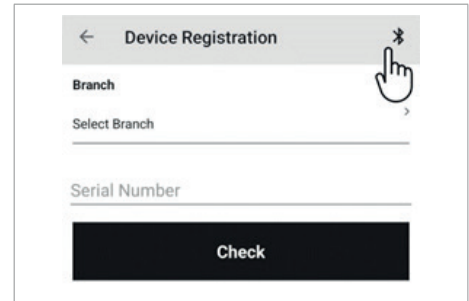 Device Registration
Branch
Select Branch
Serial Number
Check